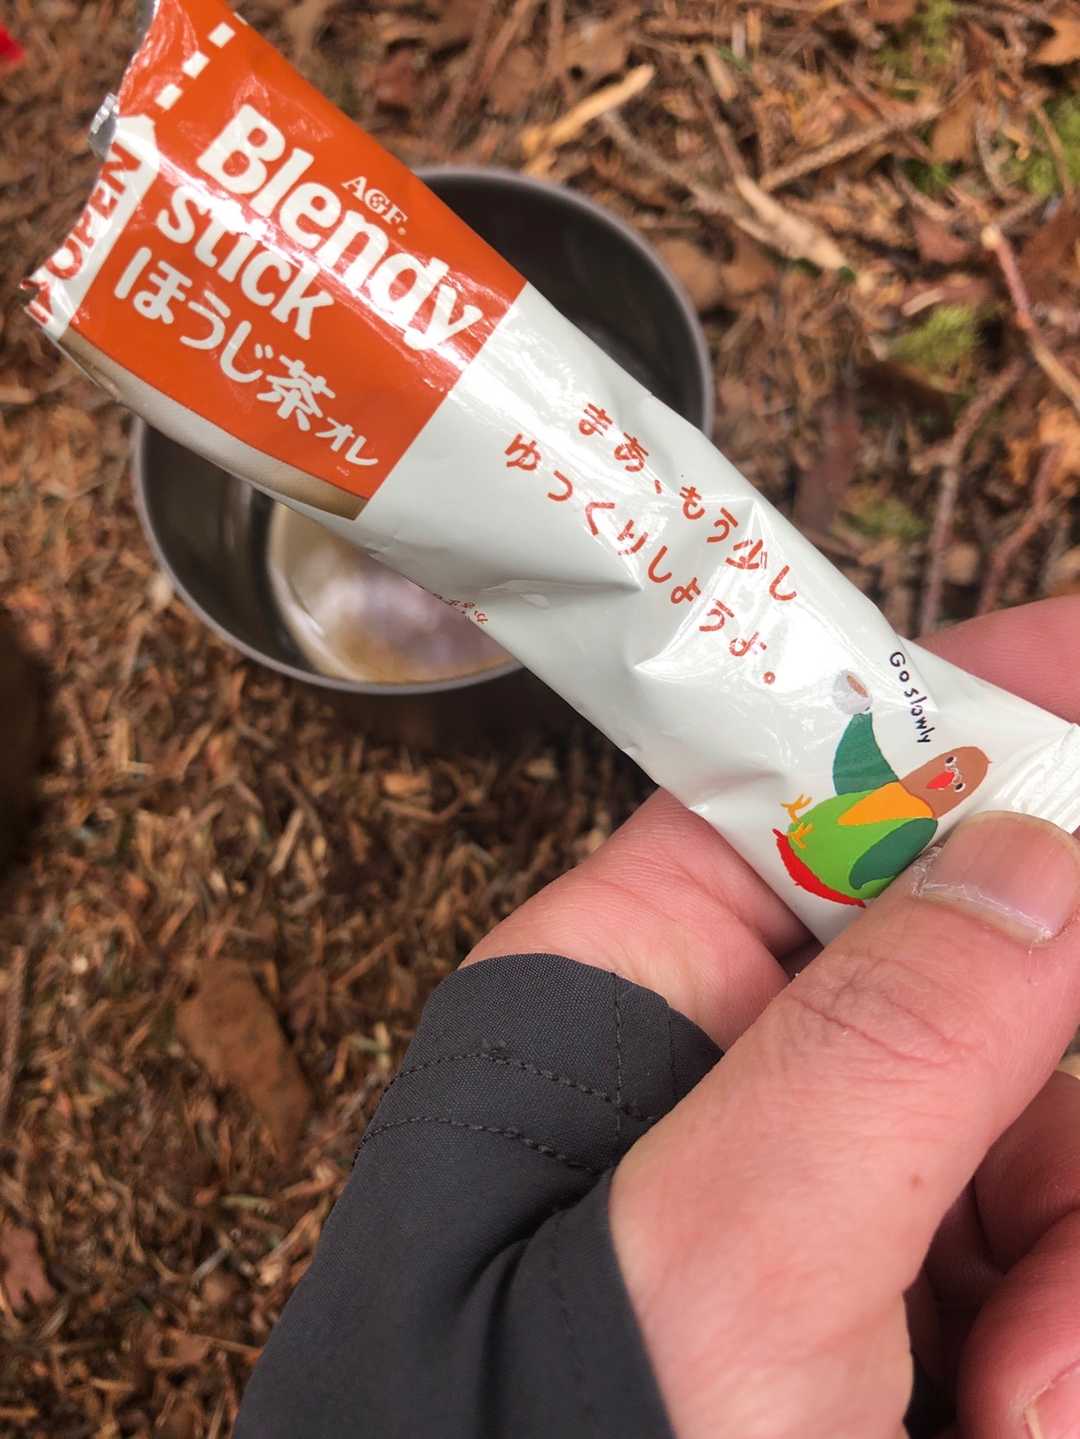 AGF®
Blendy
stick
ほうじ茶オレ
まあ、もう少し
ゆっくりしようよ。
Go slowly